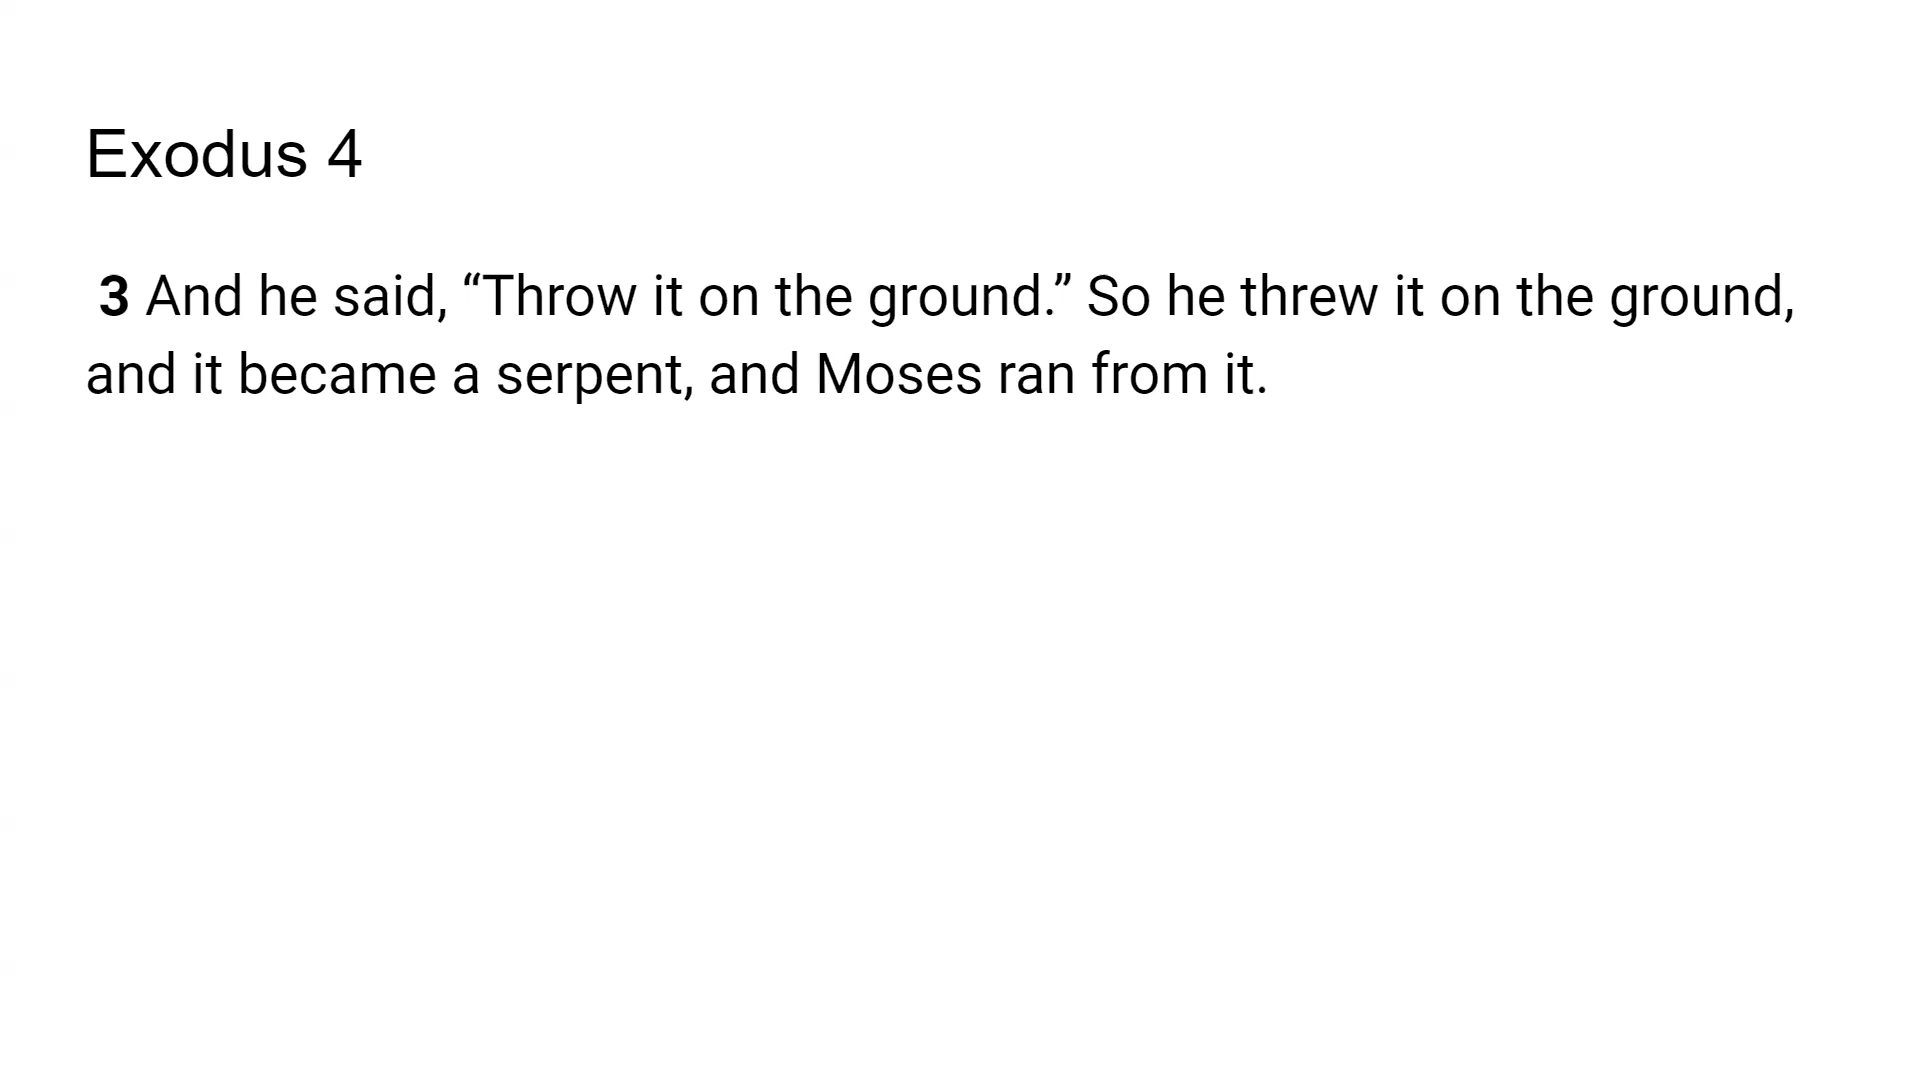 Exodus 4
3 And he said, “Throw it on the ground.” So he threw it on the ground,
and it became a serpent, and Moses ran from it.